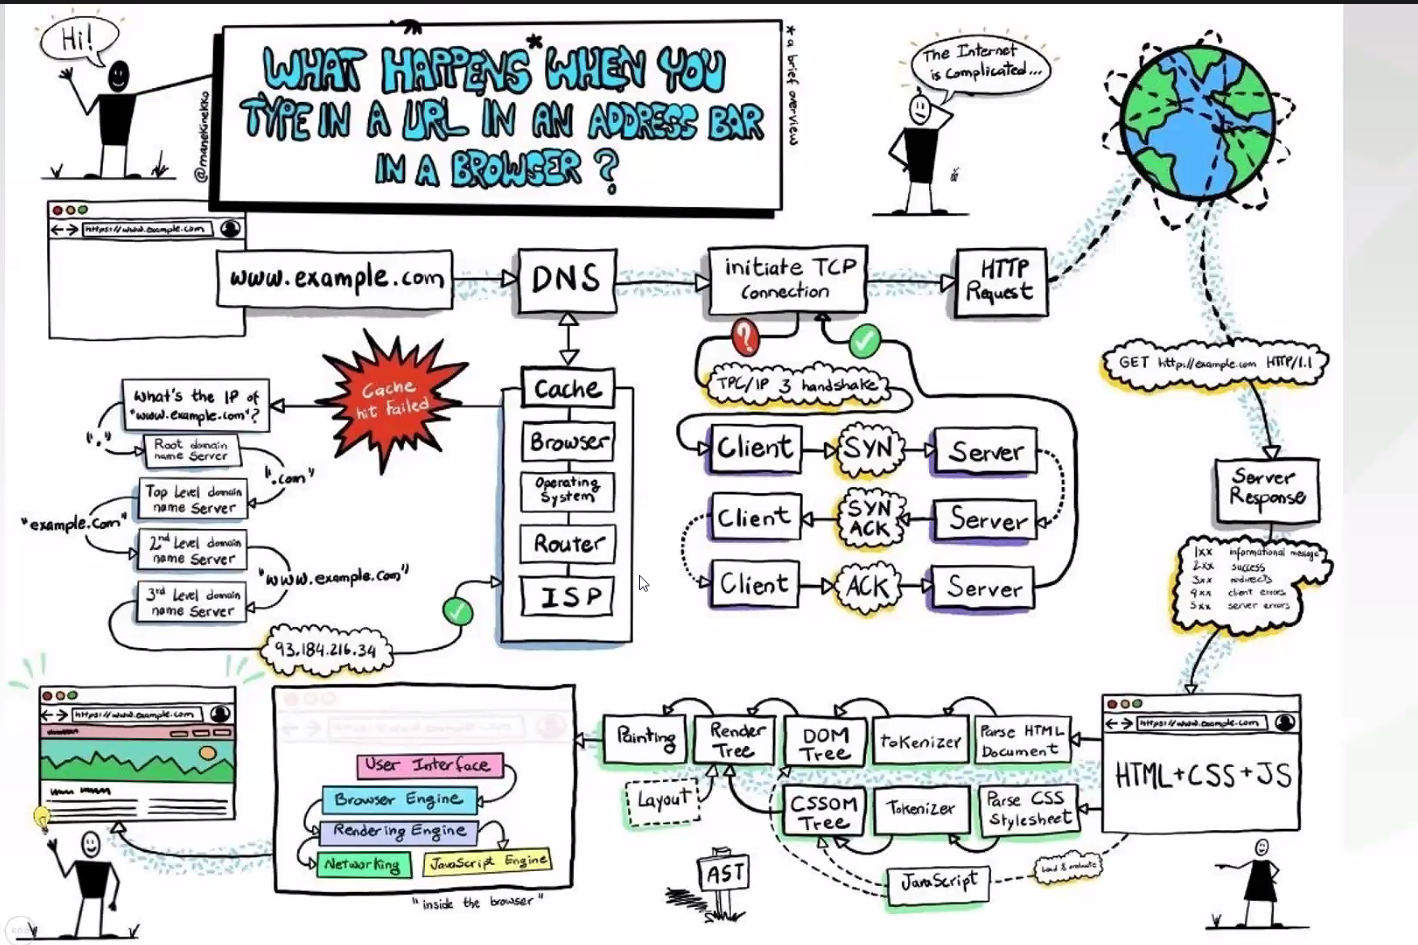 Hi!
WHAT HAPPENS* WHEN YOU
TYPE IN A URL IN AN ADDRESS BAR
IN A BROWSER ?
@manekinekko
* a brief overview
The Internet
is complicated...
https://www.example.com
www.example.com
DNS
initiate TCP
Connection
HTTP
Request
GET http://example.com HTTP/1.1
Server
Response
1xx informational message
2xx success
3xx redirects
4xx client errors
5xx server errors
Cache
hit Failed
What's the IP of
"www.example.com"?
"."
Root domain
name Server
".com"
Top Level domain
name Server
"example.com"
2nd Level domain
name Server
"www.example.com"
3rd Level domain
name Server
93.184.216.34
Cache
Browser
Operating
System
Router
ISP
?
TPC/IP 3 handshake
Client
SYN
Server
Client
SYN
ACK
Server
Client
ACK
Server
https://www.example.com
HTML+CSS+JS
Parse HTML
Document
tokenizer
DOM
Tree
Render
Tree
Painting
Layout
Parse CSS
Stylesheet
Tokenizer
CSSOM
Tree
JavaScript
Load & evaluate
AST
User Interface
Browser Engine
Rendering Engine
Networking
JavaScript Engine
"inside the browser"
https://www.example.com